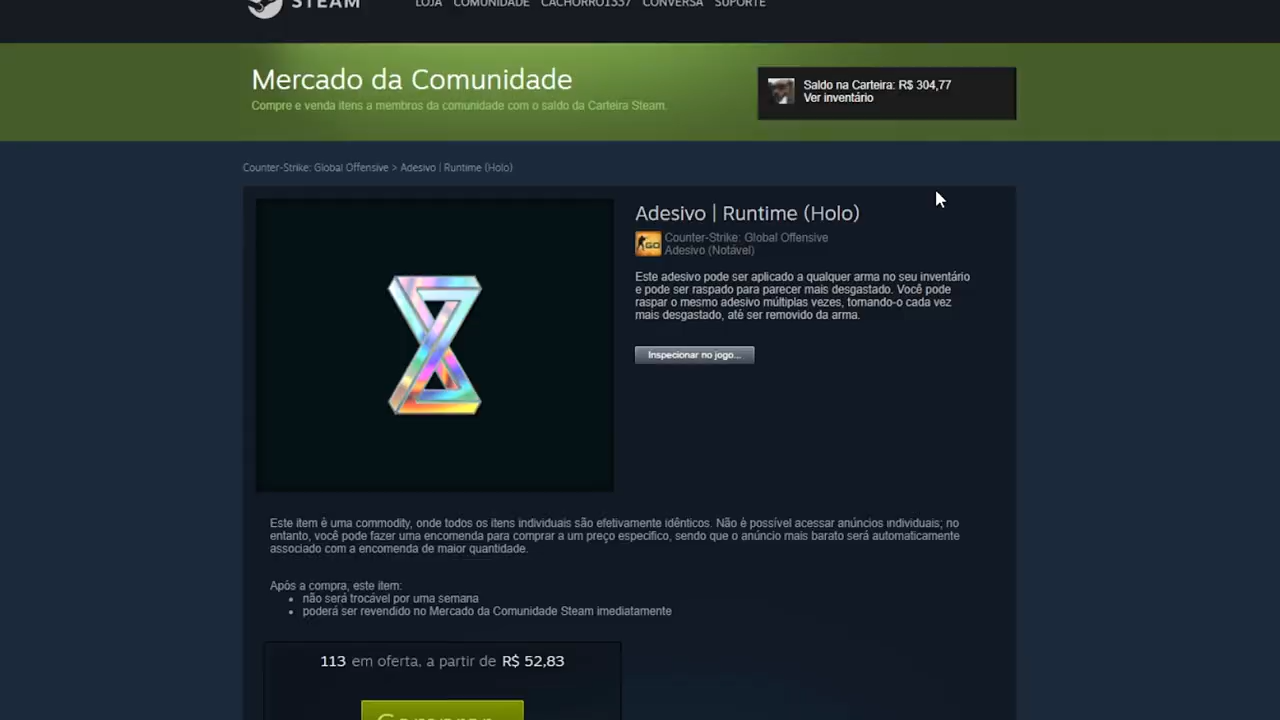 STEAM
LOJA COMUNIDADE CACHORRO1337 CONVERSA SUPORTE
Mercado da Comunidade
Compre e venda itens a membros da comunidade com o saldo da Carteira Steam.
Saldo na Carteira: R$ 304,77
Ver inventário
Counter-Strike: Global Offensive > Adesivo | Runtime (Holo)
Adesivo | Runtime (Holo)
GO
Counter-Strike: Global Offensive
Adesivo (Notável)
Este adesivo pode ser aplicado a qualquer arma no seu inventário
e pode ser raspado para parecer mais desgastado. Você pode
raspar o mesmo adesivo múltiplas vezes, tornando-o cada vez
mais desgastado, até ser removido da arma.
Inspecionar no jogo...
Este item é uma commodity, onde todos os itens individuais são efetivamente idênticos. Não é possível acessar anúncios individuais; no
entanto, você pode fazer uma encomenda para comprar a um preço específico, sendo que o anúncio mais barato será automaticamente
associado com a encomenda de maior quantidade.
Após a compra, este item:
• não será trocável por uma semana
• poderá ser revendido no Mercado da Comunidade Steam imediatamente
113 em oferta, a partir de R$ 52,83
Comprar...